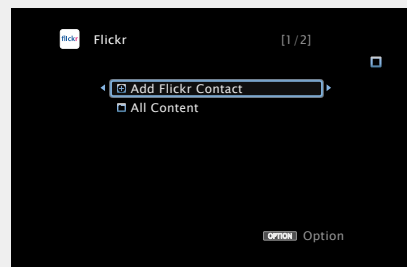 flickr Flickr [1/2]
Add Flickr Contact
All Content
OPTION Option